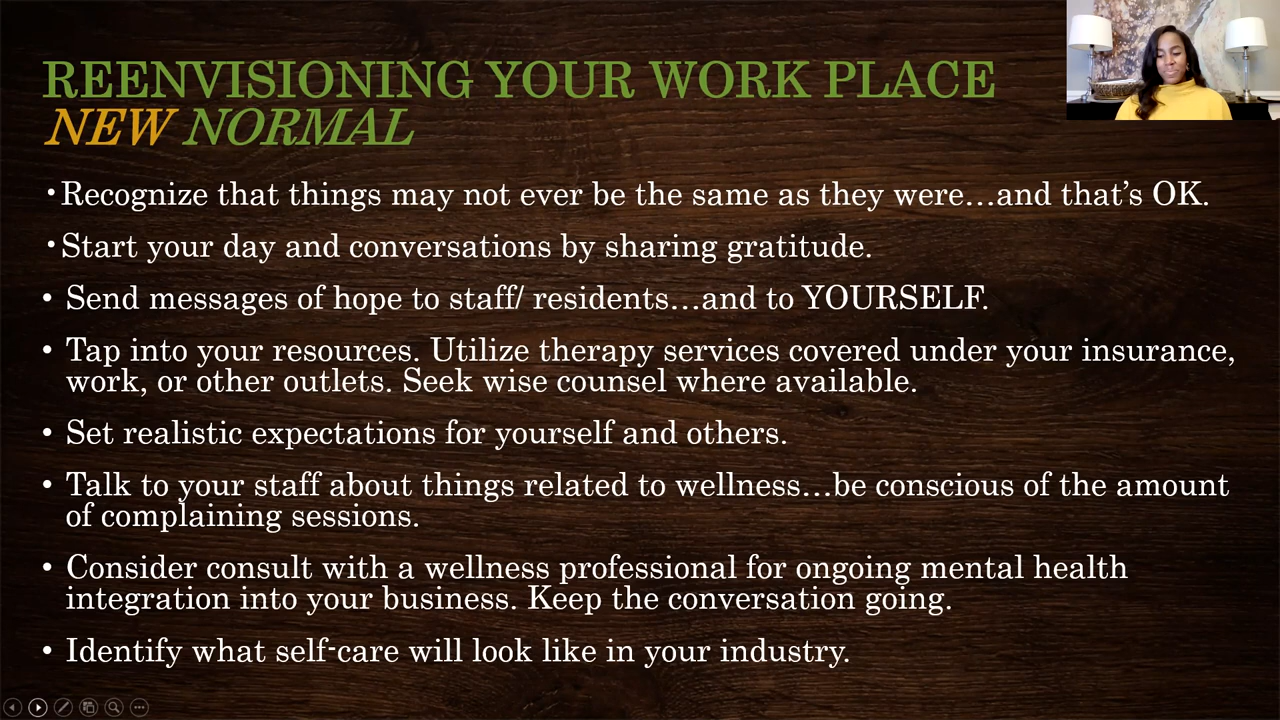 REENVISIONING YOUR WORK PLACE
NEW NORMAL
•Recognize that things may not ever be the same as they were…and that’s OK.
•Start your day and conversations by sharing gratitude.
• Send messages of hope to staff/ residents…and to YOURSELF.
• Tap into your resources. Utilize therapy services covered under your insurance,
work, or other outlets. Seek wise counsel where available.
• Set realistic expectations for yourself and others.
• Talk to your staff about things related to wellness…be conscious of the amount
of complaining sessions.
• Consider consult with a wellness professional for ongoing mental health
integration into your business. Keep the conversation going.
• Identify what self-care will look like in your industry.